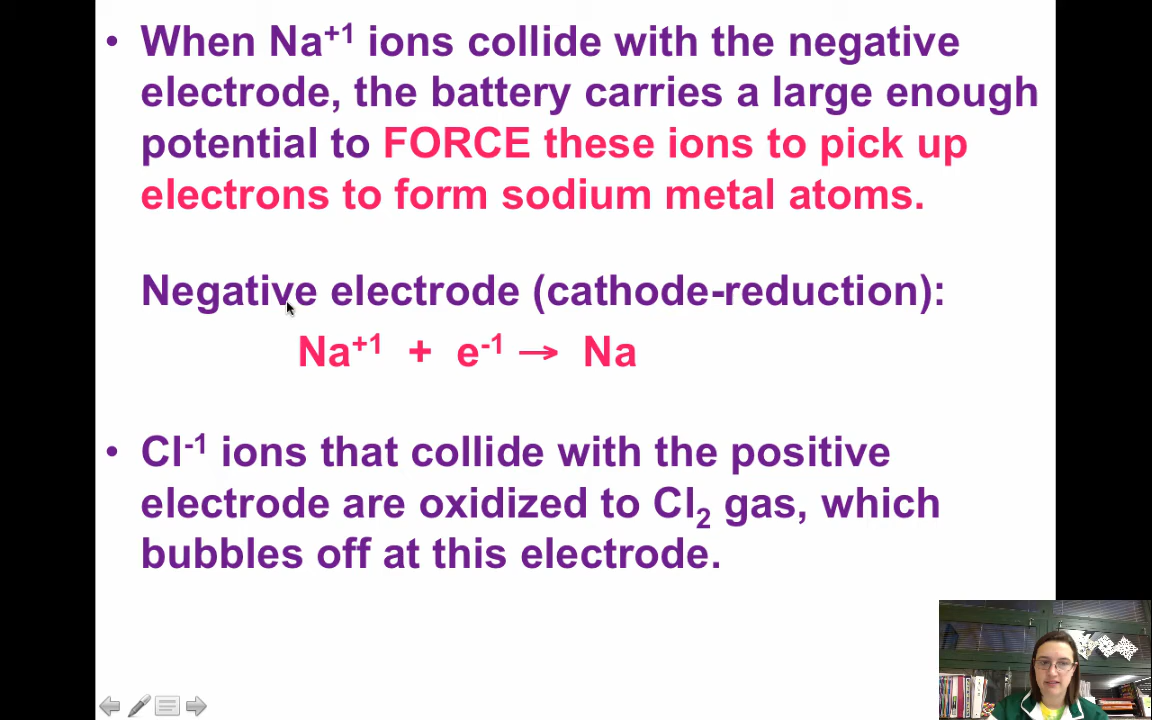 • When Na⁺¹ ions collide with the negative
electrode, the battery carries a large enough
potential to FORCE these ions to pick up
electrons to form sodium metal atoms.
Negative electrode (cathode-reduction):
Na⁺¹ + e⁻¹ → Na
• Cl⁻¹ ions that collide with the positive
electrode are oxidized to Cl₂ gas, which
bubbles off at this electrode.